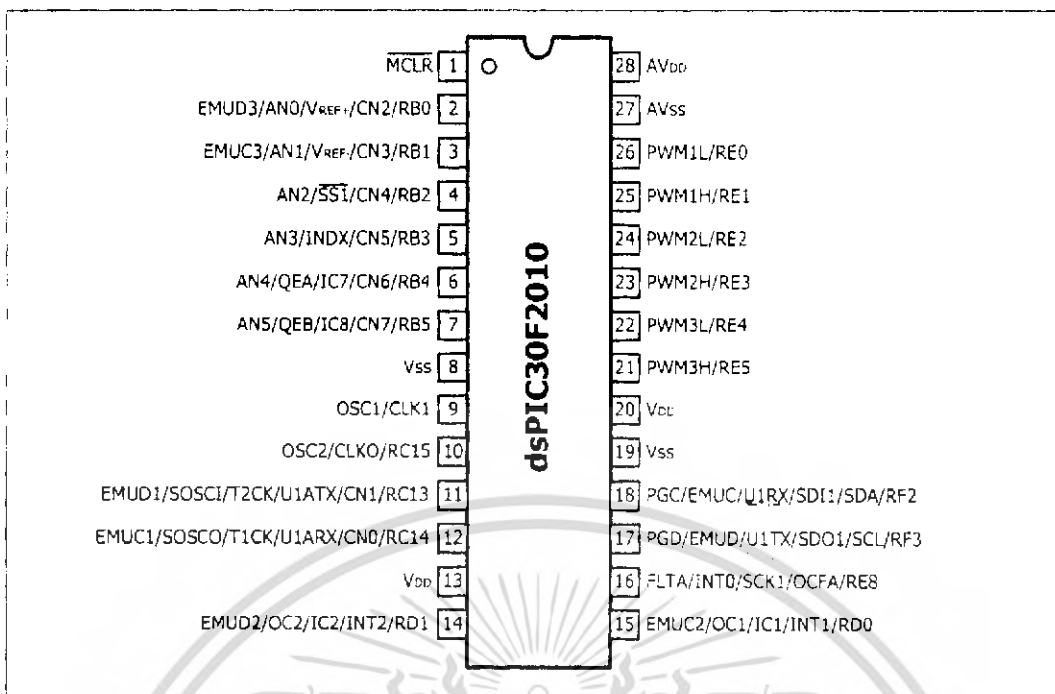 MCLR 1
EMUD3/AN0/VREF+/CN2/RB0 2
EMUC3/AN1/VREF-/CN3/RB1 3
AN2/SS1/CN4/RB2 4
AN3/INDX/CN5/RB3 5
AN4/QEA/IC7/CN6/RB4 6
AN5/QEB/IC8/CN7/RB5 7
VSS 8
OSC1/CLK1 9
OSC2/CLKO/RC15 10
EMUD1/SOSCI/T2CK/U1ATX/CN1/RC13 11
EMUC1/SOSCO/T1CK/U1ARX/CN0/RC14 12
VDD 13
EMUD2/OC2/IC2/INT2/RD1 14
dsPIC30F2010
28 AVDD
27 AVSS
26 PWM1L/RE0
25 PWM1H/RE1
24 PWM2L/RE2
23 PWM2H/RE3
22 PWM3L/RE4
21 PWM3H/RE5
20 VDD
19 VSS
18 PGC/EMUC/U1RX/SDI1/SDA/RF2
17 PGD/EMUD/U1TX/SDO1/SCL/RF3
16 FLTA/INT0/SCK1/OCFA/RE8
15 EMUC2/OC1/IC1/INT1/RD0